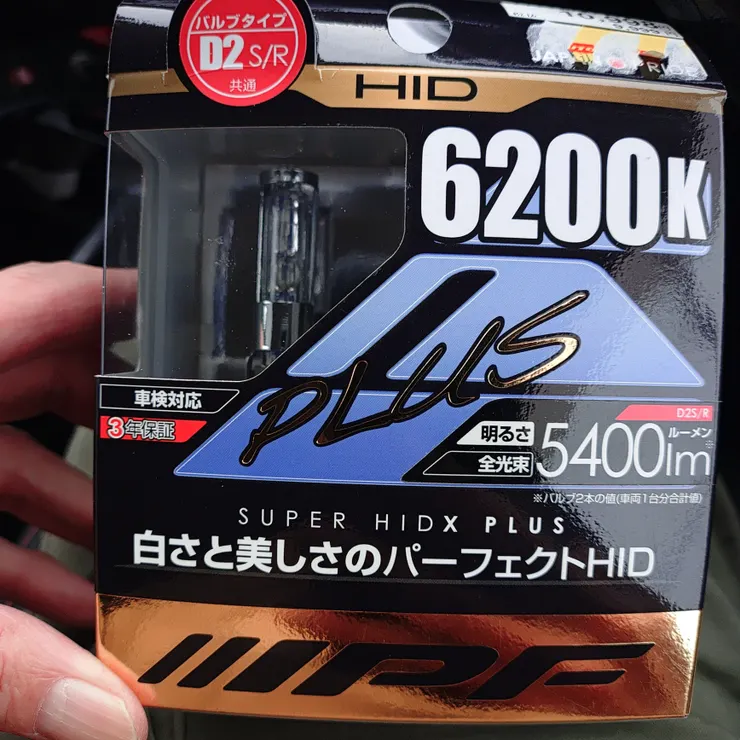 バルブタイプ
D2 S/R
共通
HID
6200K
PLUS
車検対応
3年保証
D2S/R
明るさ
全光束
5400lm
ルーメン※
※バルブ2本の値(車両1台分合計値)
SUPER HIDX PLUS
白さと美しさのパーフェクトHID
IPF